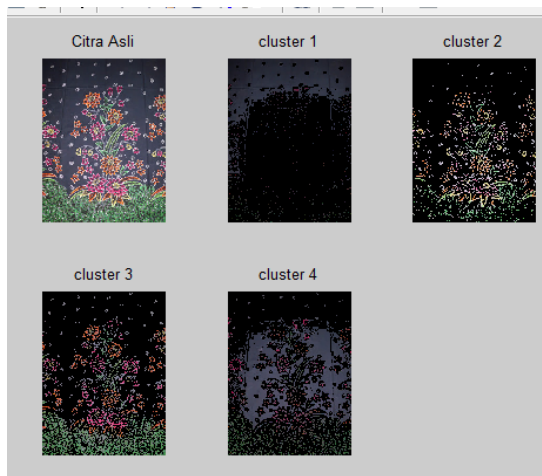 Citra Asli
cluster 1
cluster 2
cluster 3
cluster 4